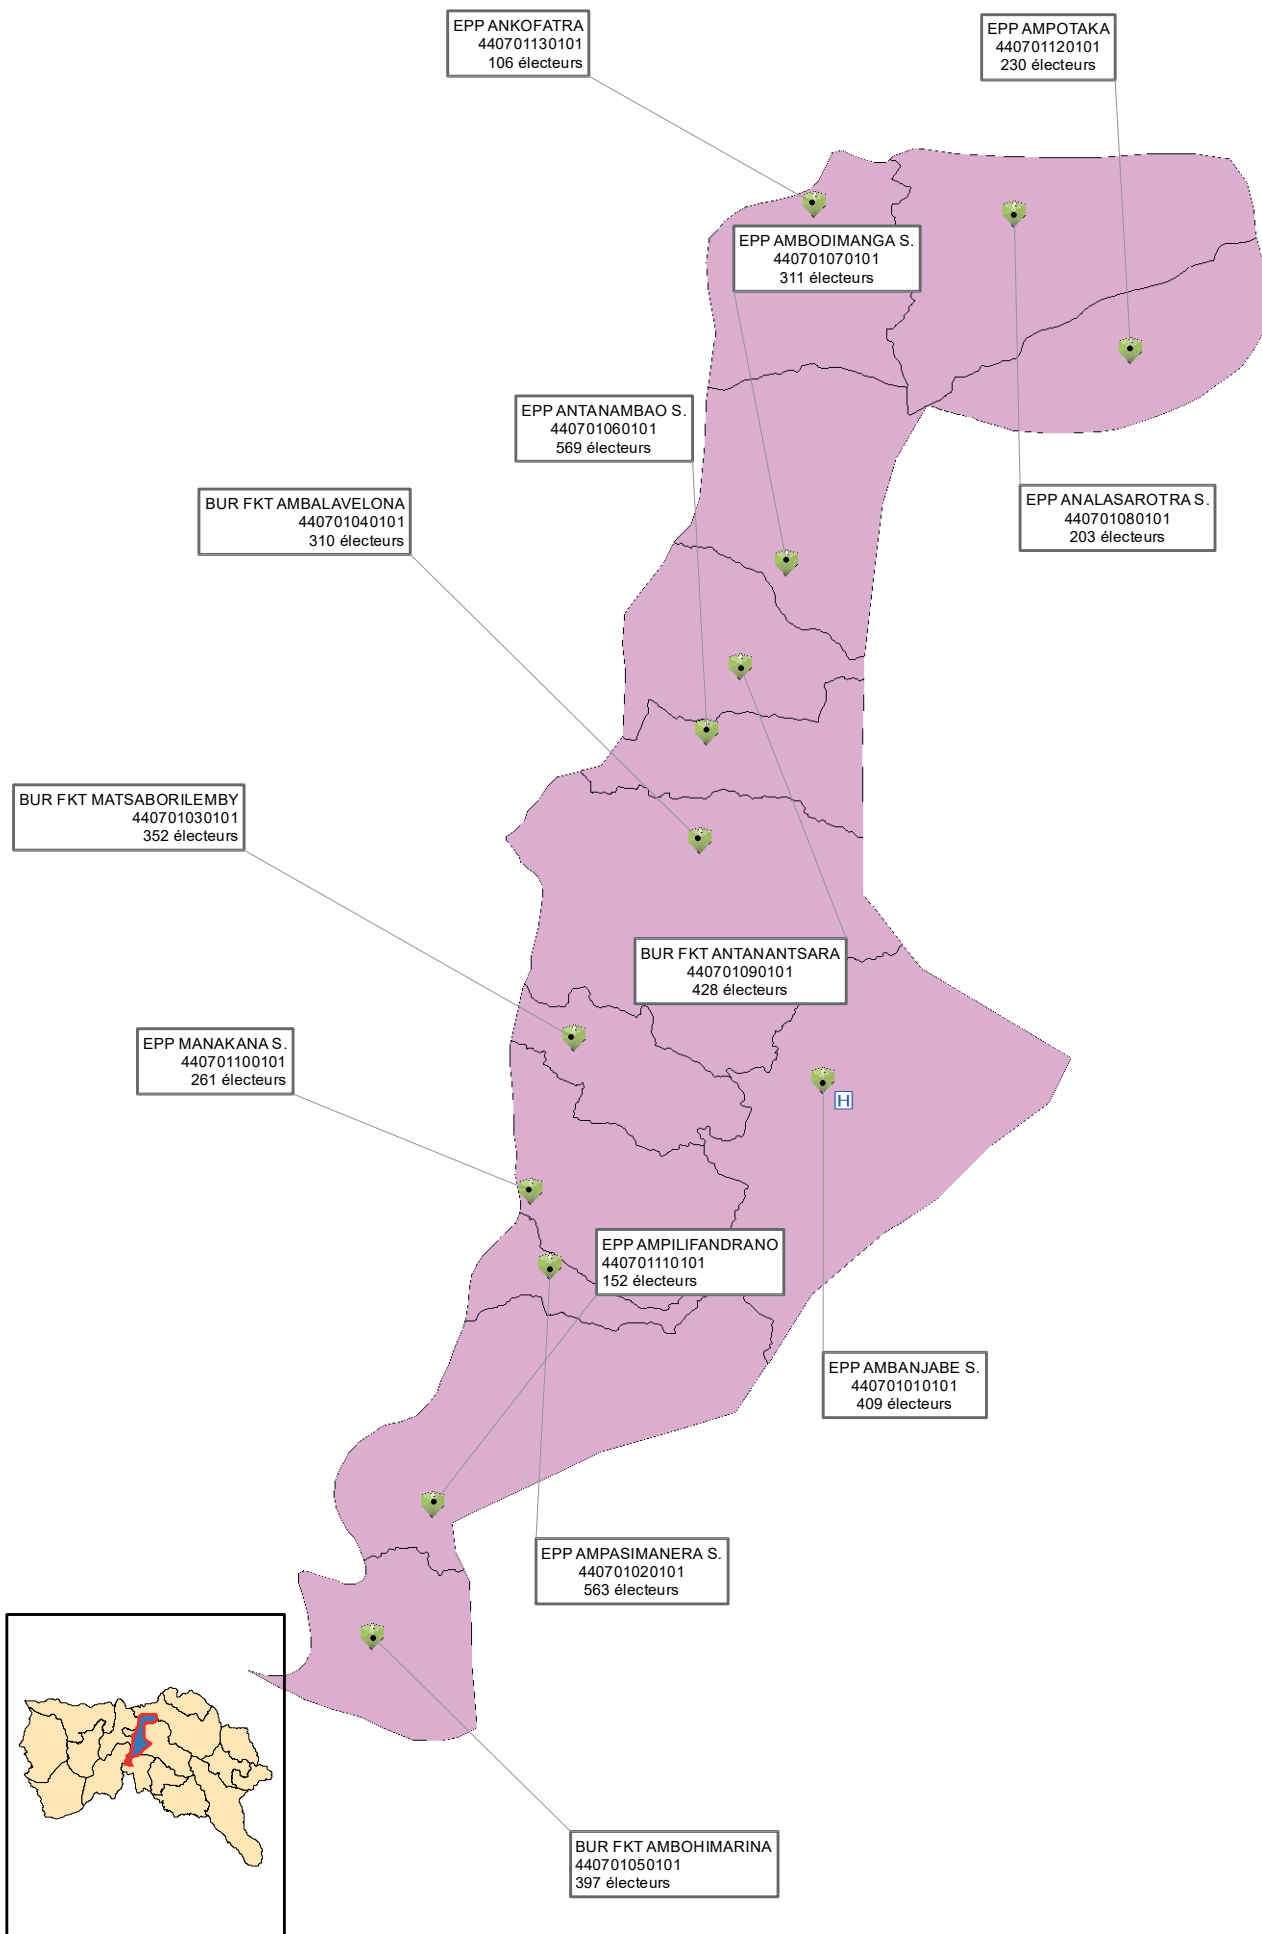 EPP ANKOFATRA
440701130101
106 électeurs
EPP AMPOTAKA
440701120101
230 électeurs
EPP AMBODIMANGA S.
440701070101
311 électeurs
EPP ANTANAMBAO S.
440701060101
569 électeurs
BUR FKT AMBALAVELONA
440701040101
310 électeurs
EPP ANALASAROTRA S.
440701080101
203 électeurs
BUR FKT MATSABORILEMBY
440701030101
352 électeurs
BUR FKT ANTANANTSARA
440701090101
428 électeurs
EPP MANAKANA S.
440701100101
261 électeurs
H
EPP AMPILIFANDRANO
440701110101
152 électeurs
EPP AMBANJABE S.
440701010101
409 électeurs
EPP AMPASIMANERA S.
440701020101
563 électeurs
BUR FKT AMBOHIMARINA
440701050101
397 électeurs